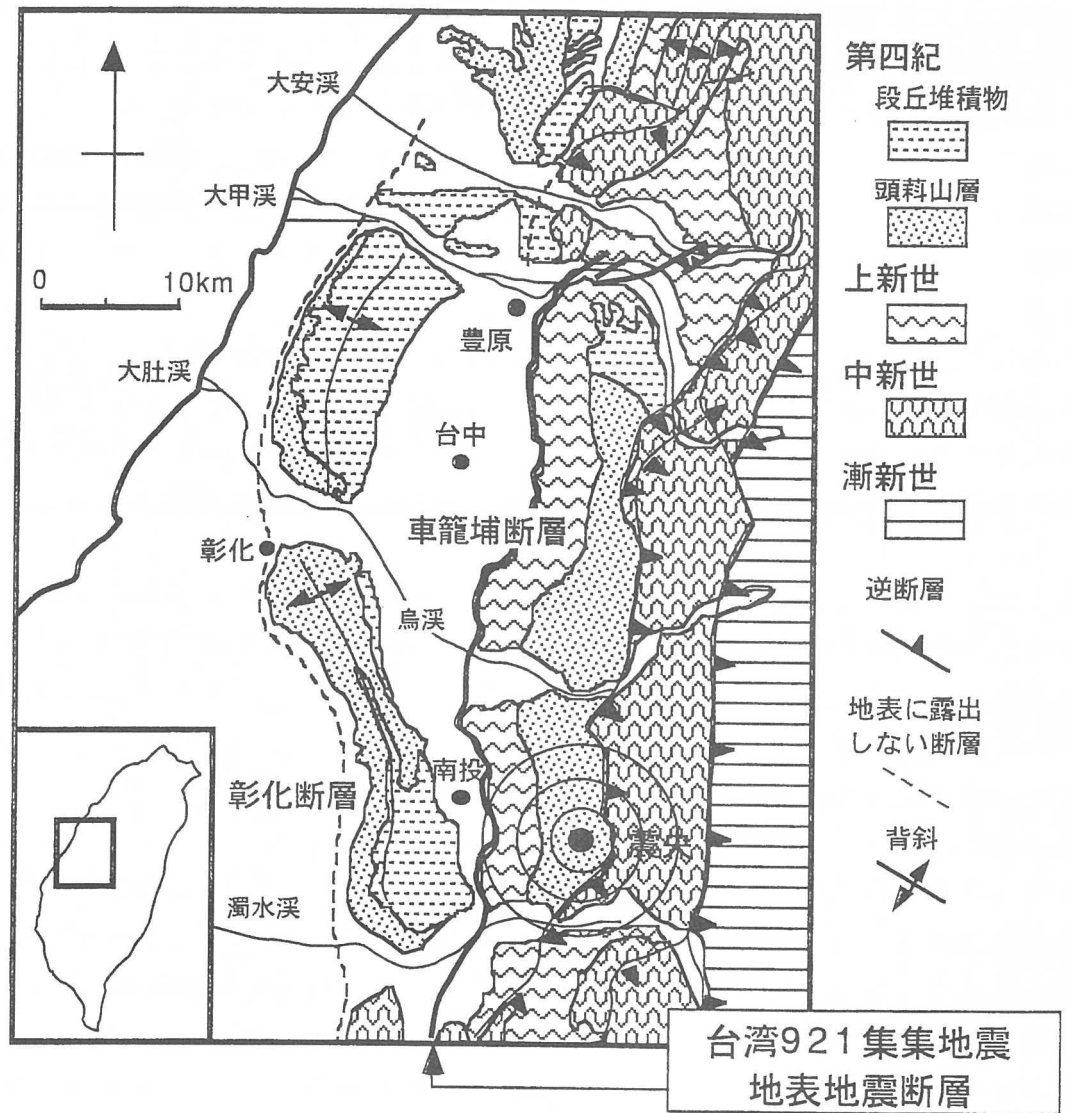 大安渓
大甲渓
0 10km
豊原
大肚渓
台中
車籠埔断層
彰化
烏渓
南投
彰化断層
震央
濁水渓
第四紀
段丘堆積物
頭嵙山層
上新世
中新世
漸新世
逆断層
地表に露出
しない断層
背斜
台湾921集集地震
地表地震断層